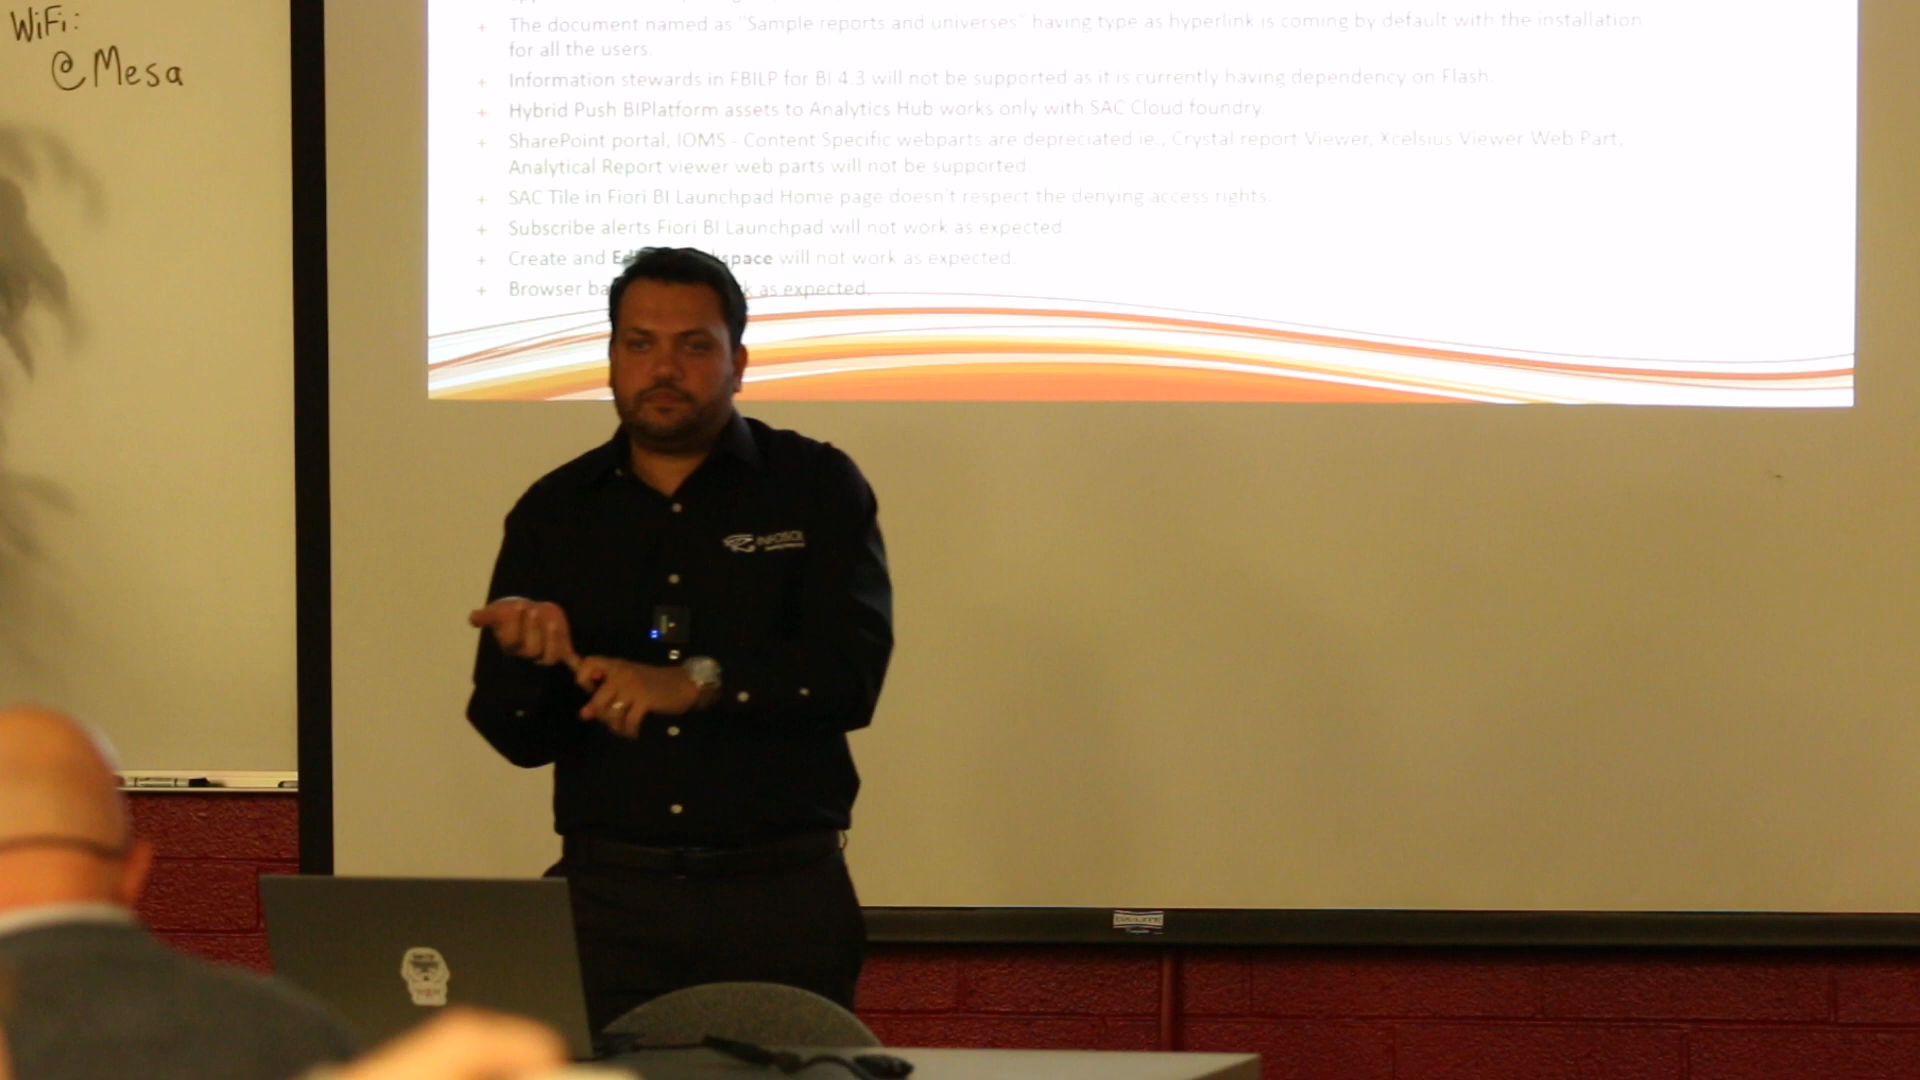 WiFi:
@Mesa
+ The document named as "Sample reports and universes" having type as hyperlink is coming by default with the installation
for all the users.
+ Information stewards in FBILP for BI 4.3 will not be supported as it is currently having dependency on Flash.
+ Hybrid Push BIPlatform assets to Analytics Hub works only with SAC Cloud foundry.
+ SharePoint portal, IOMS - Content Specific webparts are depreciated ie., Crystal report Viewer, Xcelsius Viewer Web Part,
Analytical Report viewer web parts will not be supported.
+ SAC Tile in Fiori BI Launchpad Home page doesn't respect the denying access rights.
+ Subscribe alerts Fiori BI Launchpad will not work as expected
+ Create and will not work as expected.
+ Browser as expected.
INFOSOL
DA-LITE